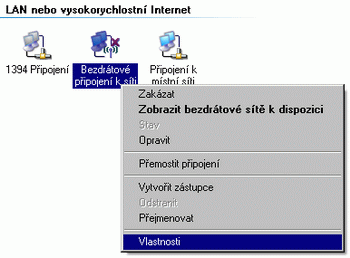 LAN nebo vysokorychlostní Internet
1394 Připojení
Bezdrátové
připojení k síti
Připojení k
místní síti
Zakázat
Zobrazit bezdrátové sítě k dispozici
Stav
Opravit
Přemostit připojení
Vytvořit zástupce
Odstranit
Přejmenovat
Vlastnosti